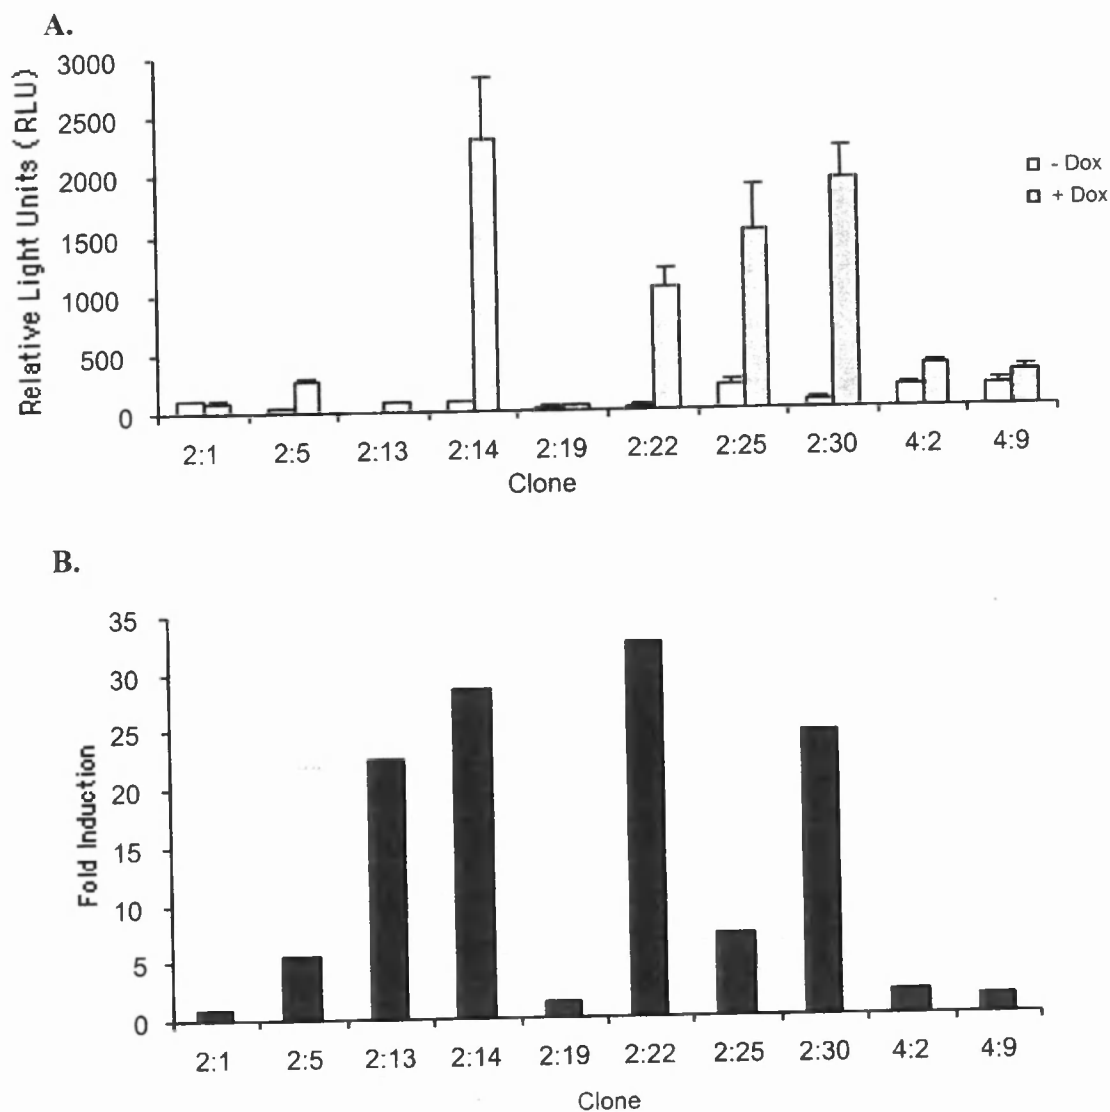 A.
Relative Light Units (RLU)
3000
2500
2000
1500
1000
500
0
- Dox
+ Dox
2:1 2:5 2:13 2:14 2:19 2:22 2:25 2:30 4:2 4:9
Clone
B.
Fold Induction
35
30
25
20
15
10
5
0
2:1 2:5 2:13 2:14 2:19 2:22 2:25 2:30 4:2 4:9
Clone